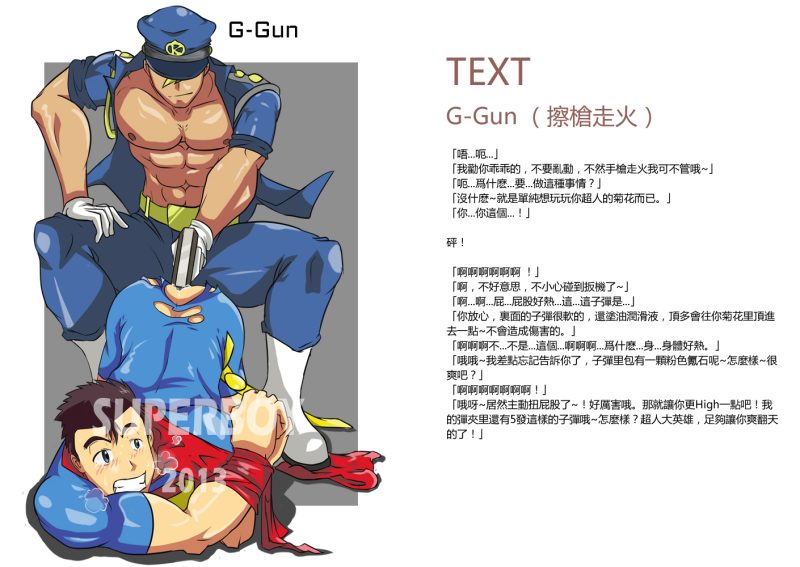 G-Gun
TEXT
G-Gun （擦槍走火）
「唔...呃...」
「我勸你乖乖的，不要亂動，不然手槍走火我可不管哦~」
「呃...爲什麽...要...做這種事情？」
「沒什麽~就是單純想玩玩你超人的菊花而已。」
「你...你這個...！」
砰！
「啊啊啊啊啊啊 ！」
「啊，不好意思，不小心碰到扳機了~」
「啊...啊...屁...屁股好熱...這...這子彈是...」
「你放心，裏面的子彈很軟的，還塗油潤滑液，頂多會往你菊花里頂進
去一點~不會造成傷害的。」
「啊啊啊不...不是...這個...啊啊啊...爲什麽...身...身體好熱。」
「哦哦~我差點忘記告訴你了，子彈里包有一顆粉色氪石呢~怎麼樣~很
爽吧？」
「啊啊啊啊啊啊啊！」
「哦呀~居然主動扭屁股了~！好厲害哦。那就讓你更High一點吧！我
的彈夾里還有5發這樣的子彈哦~怎麼樣？超人大英雄，足夠讓你爽翻天
的了！」
2013